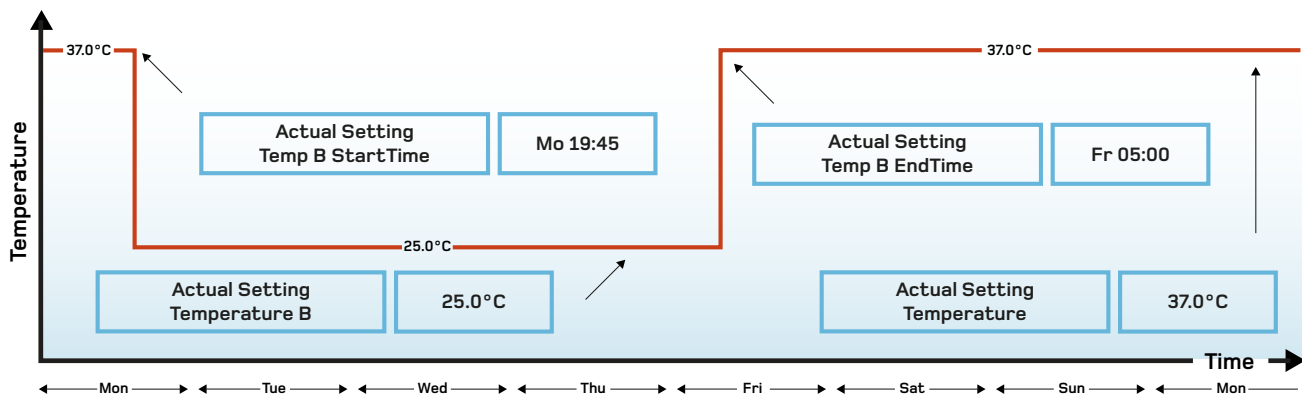 37.0°C
37.0°C
Actual Setting
Temp B StartTime
Mo 19:45
Actual Setting
Temp B EndTime
Fr 05:00
Temperature
25.0°C
Actual Setting
Temperature B
25.0°C
Actual Setting
Temperature
37.0°C
Time
Mon Tue Wed Thu Fri Sat Sun Mon